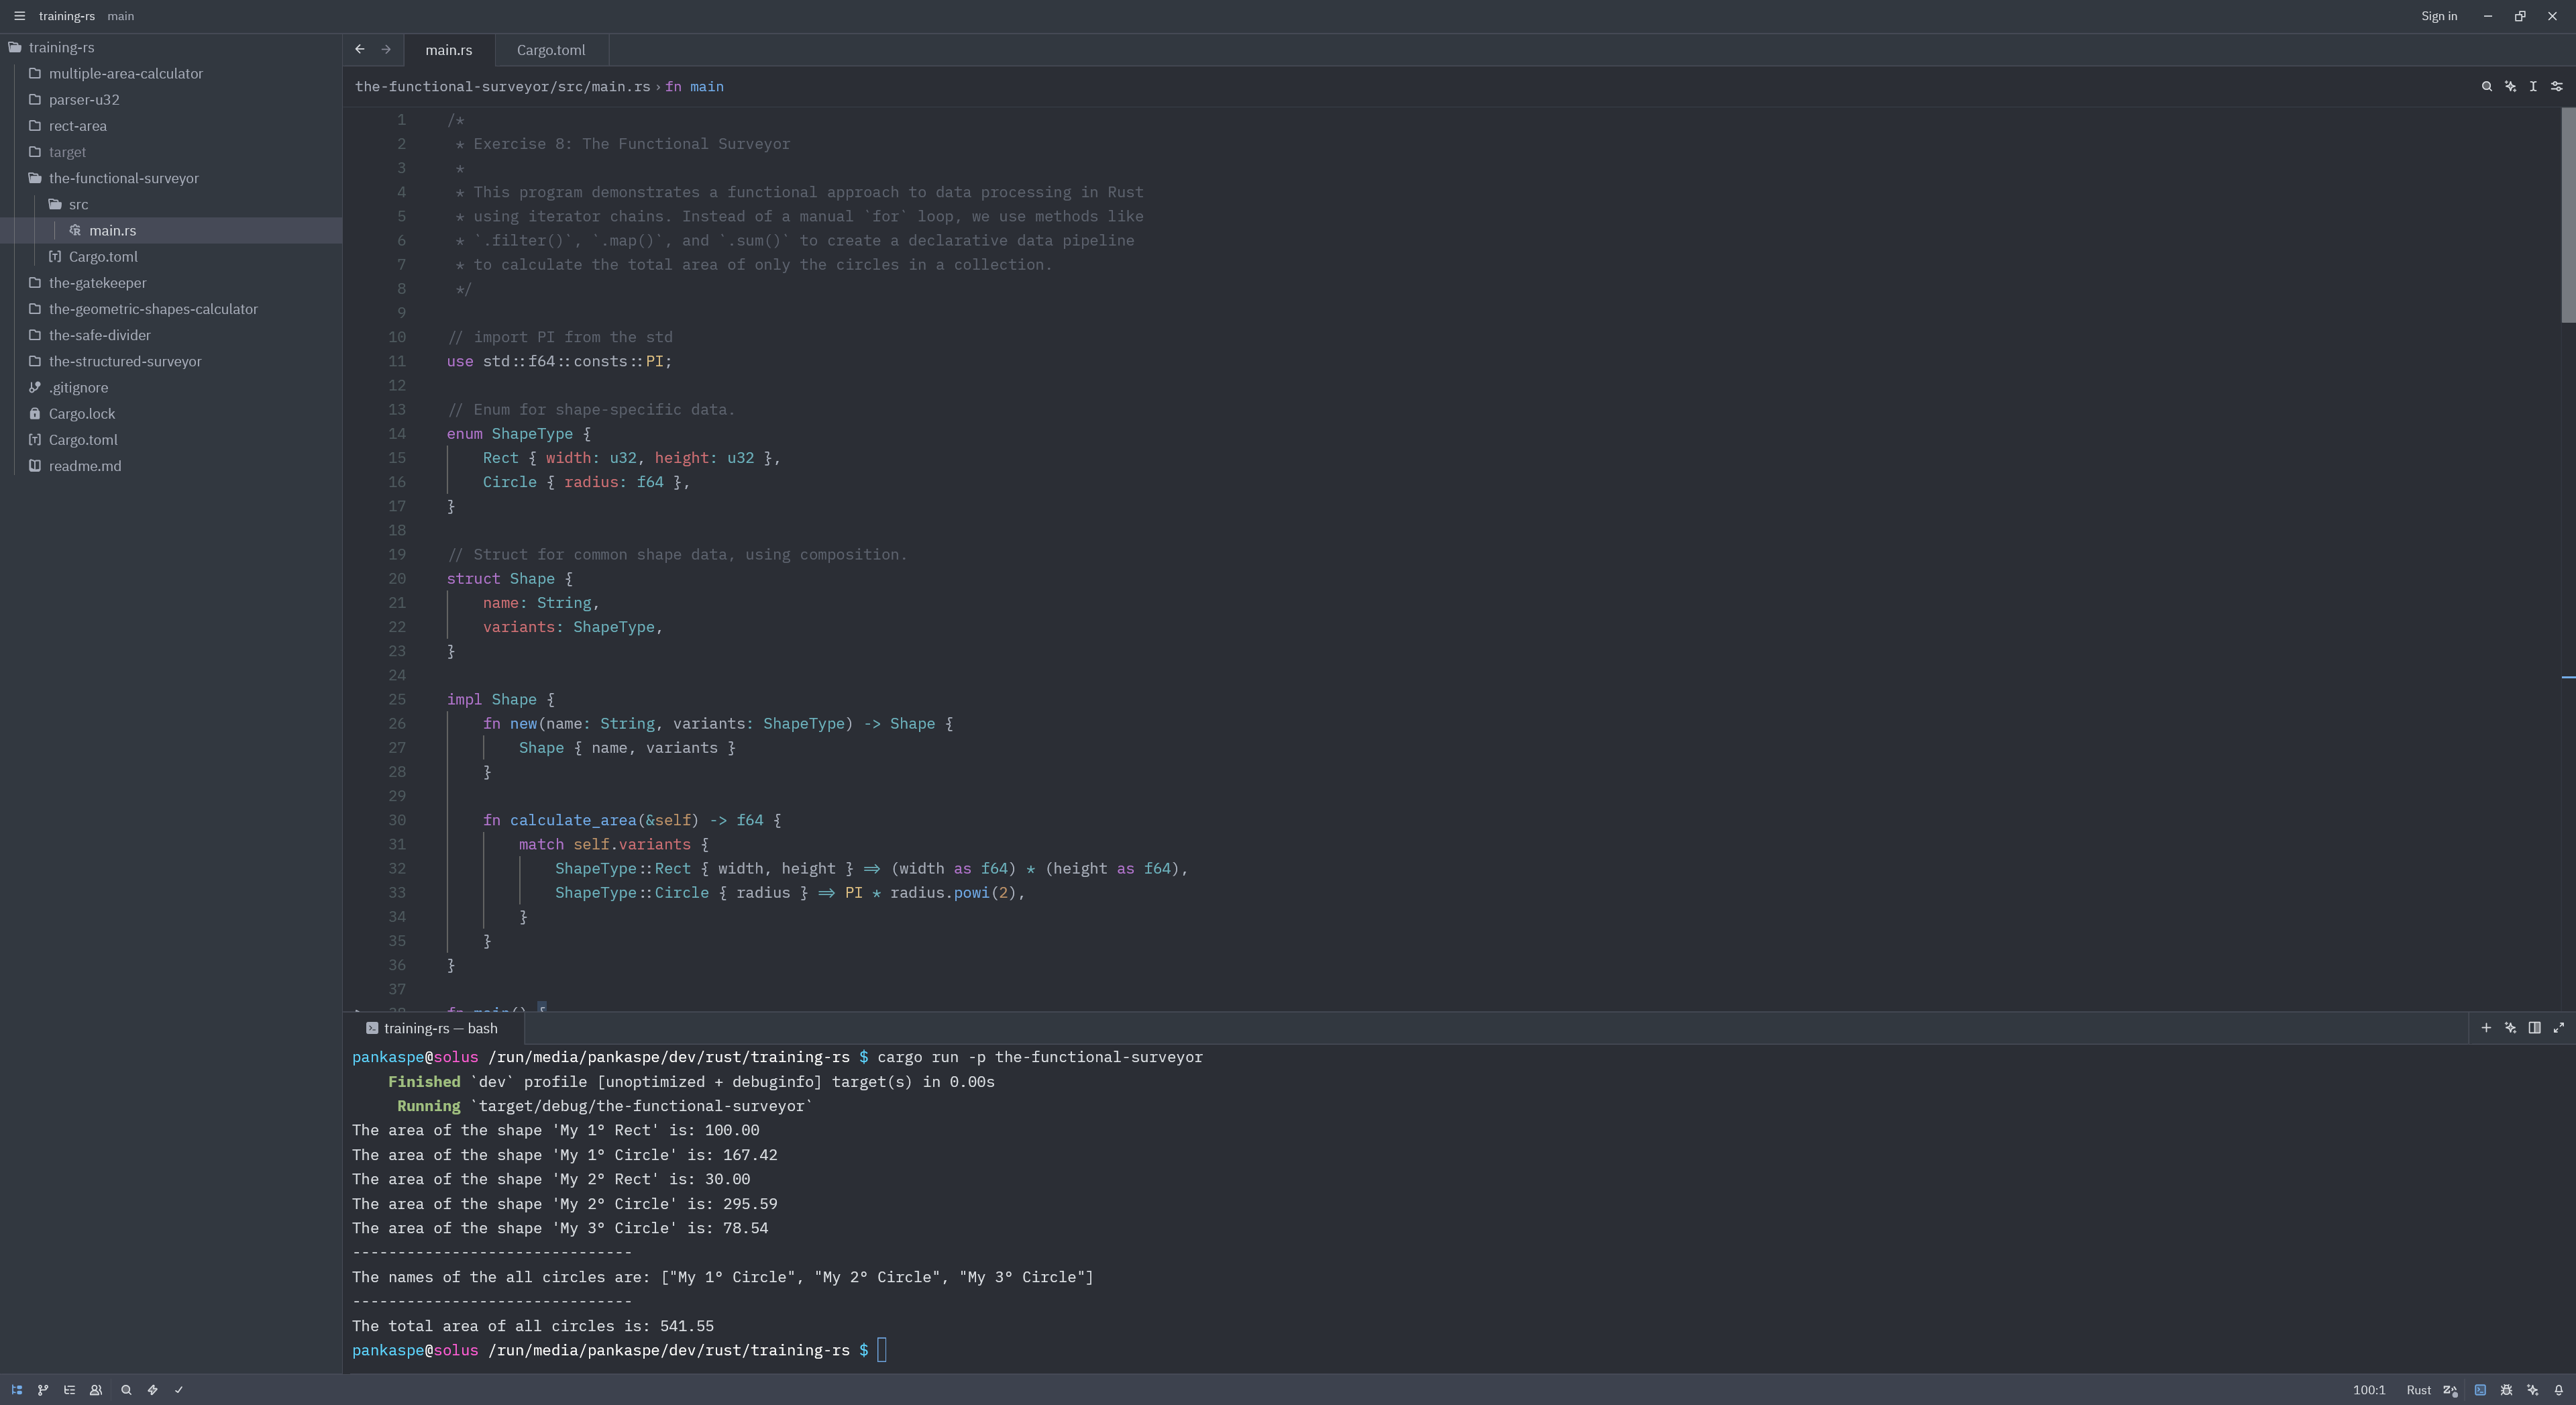 training-rs main Sign in
training-rs
multiple-area-calculator
parser-u32
rect-area
target
the-functional-surveyor
src
main.rs
Cargo.toml
the-gatekeeper
the-geometric-shapes-calculator
the-safe-divider
the-structured-surveyor
.gitignore
Cargo.lock
Cargo.toml
readme.md
main.rs Cargo.toml
the-functional-surveyor/src/main.rs › fn main
1 /*
2  * Exercise 8: The Functional Surveyor
3  *
4  * This program demonstrates a functional approach to data processing in Rust
5  * using iterator chains. Instead of a manual `for` loop, we use methods like
6  * `.filter()`, `.map()`, and `.sum()` to create a declarative data pipeline
7  * to calculate the total area of only the circles in a collection.
8  */
9
10 // import PI from the std
11 use std::f64::consts::PI;
12
13 // Enum for shape-specific data.
14 enum ShapeType {
15     Rect { width: u32, height: u32 },
16     Circle { radius: f64 },
17 }
18
19 // Struct for common shape data, using composition.
20 struct Shape {
21     name: String,
22     variants: ShapeType,
23 }
24
25 impl Shape {
26     fn new(name: String, variants: ShapeType) -> Shape {
27         Shape { name, variants }
28     }
29
30     fn calculate_area(&self) -> f64 {
31         match self.variants {
32             ShapeType::Rect { width, height } => (width as f64) * (height as f64),
33             ShapeType::Circle { radius } => PI * radius.powi(2),
34         }
35     }
36 }
37
38 fn main() {
training-rs — bash
pankaspe@solus /run/media/pankaspe/dev/rust/training-rs $ cargo run -p the-functional-surveyor
    Finished `dev` profile [unoptimized + debuginfo] target(s) in 0.00s
     Running `target/debug/the-functional-surveyor`
The area of the shape 'My 1° Rect' is: 100.00
The area of the shape 'My 1° Circle' is: 167.42
The area of the shape 'My 2° Rect' is: 30.00
The area of the shape 'My 2° Circle' is: 295.59
The area of the shape 'My 3° Circle' is: 78.54
-------------------------------
The names of the all circles are: ["My 1° Circle", "My 2° Circle", "My 3° Circle"]
-------------------------------
The total area of all circles is: 541.55
pankaspe@solus /run/media/pankaspe/dev/rust/training-rs $
100:1 Rust